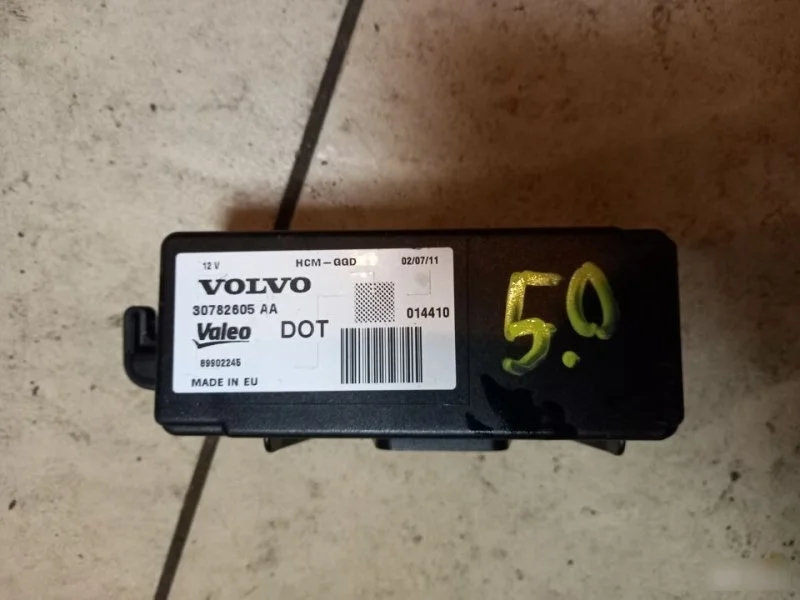 12 V HCM-GGD 02/07/11
VOLVO
30782605 AA
014410
Valeo DOT
89902245
MADE IN EU
5.0